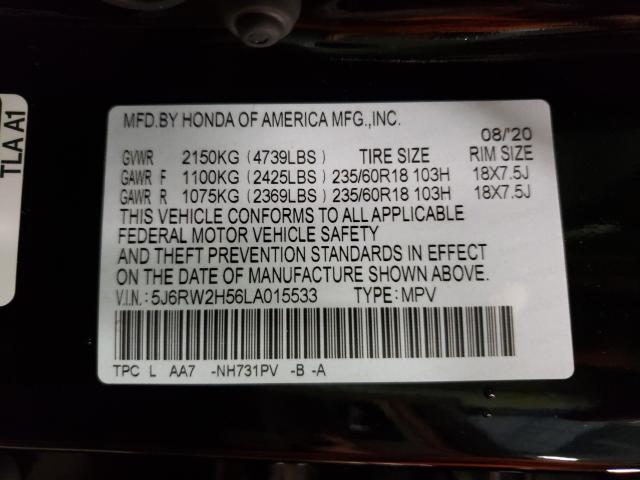 TLA A1
MFD.BY HONDA OF AMERICA MFG.,INC.
08/'20
GVWR 2150KG (4739LBS) TIRE SIZE RIM SIZE
GAWR F 1100KG (2425LBS) 235/60R18 103H 18X7.5J
GAWR R 1075KG (2369LBS) 235/60R18 103H 18X7.5J
THIS VEHICLE CONFORMS TO ALL APPLICABLE
FEDERAL MOTOR VEHICLE SAFETY
AND THEFT PREVENTION STANDARDS IN EFFECT
ON THE DATE OF MANUFACTURE SHOWN ABOVE.
V.I.N.: 5J6RW2H56LA015533 TYPE: MPV
TPC L AA7 -NH731PV -B -A